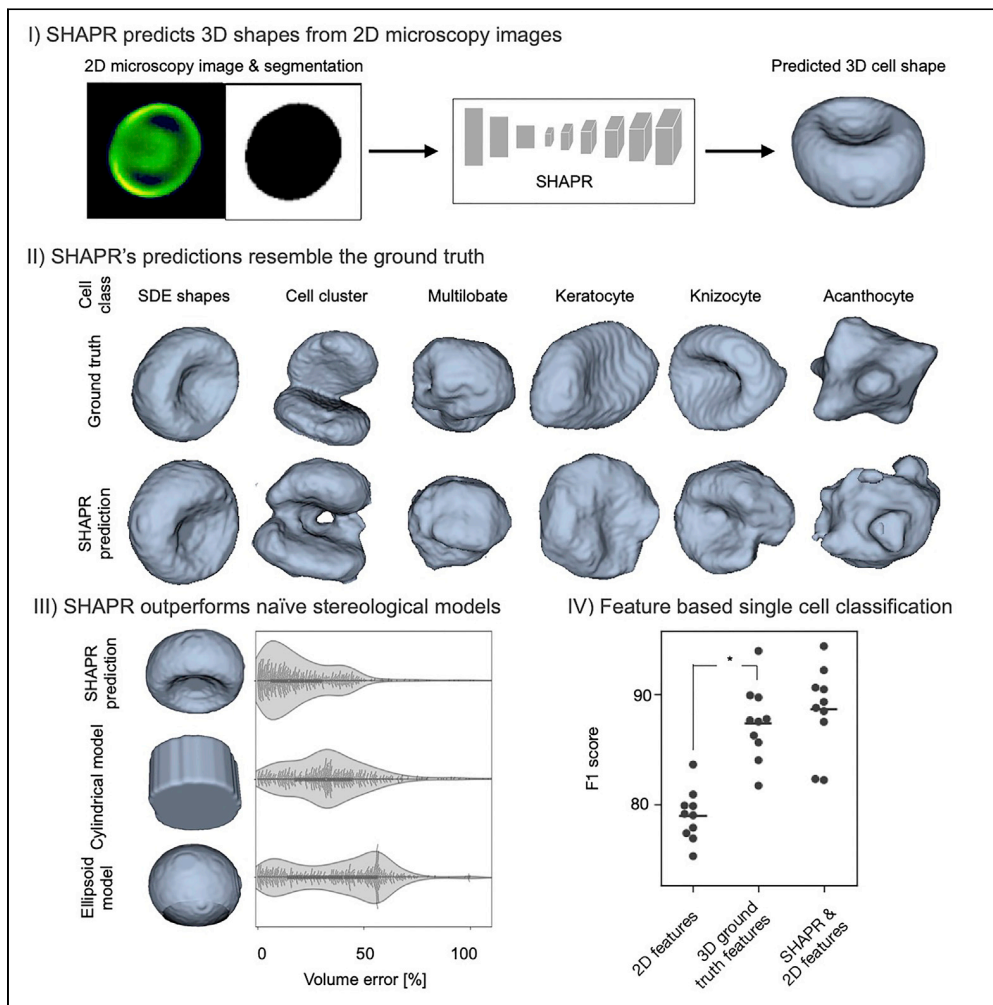 I) SHAPR predicts 3D shapes from 2D microscopy images
2D microscopy image & segmentation
Predicted 3D cell shape
SHAPR
II) SHAPR's predictions resemble the ground truth
Cell
class
SDE shapes
Cell cluster
Multilobate
Keratocyte
Knizocyte
Acanthocyte
Ground truth
SHAPR
prediction
III) SHAPR outperforms naïve stereological models
SHAPR
prediction
Cylindrical model
Ellipsoid
model
0
50
100
Volume error [%]
IV) Feature based single cell classification
*
90
80
F1 score
2D features
3D ground
truth features
SHAPR &
2D features